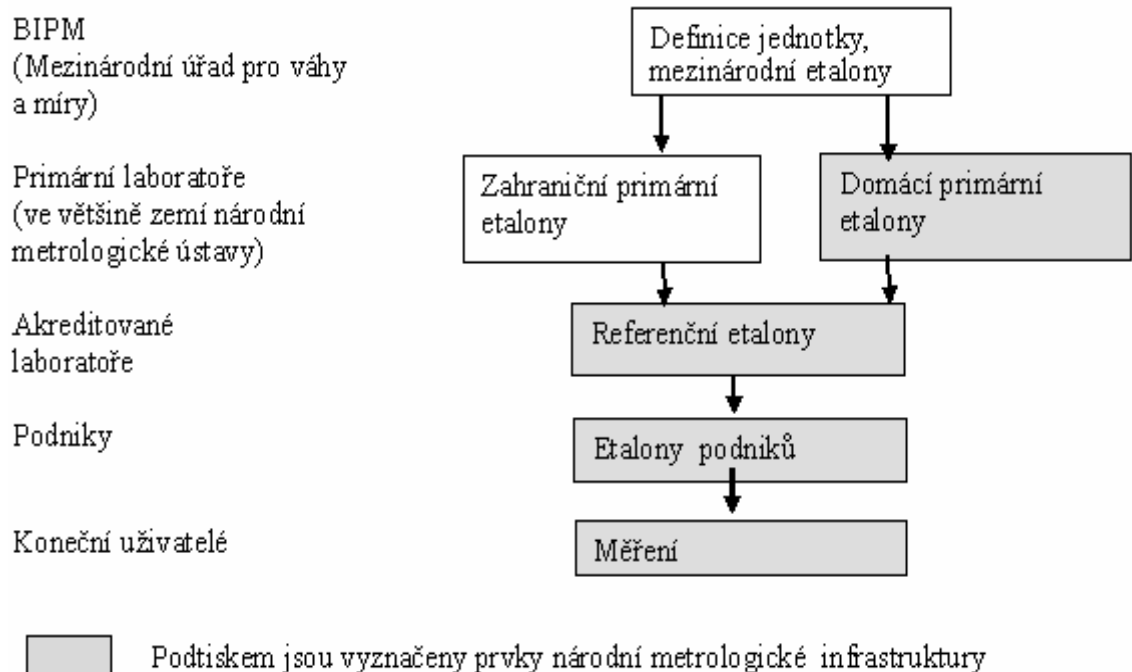 BIPM
(Mezinárodní úřad pro váhy
a míry)
Definice jednotky,
mezinárodní etalony
Primární laboratoře
(ve většině zemí národní
metrologické ústavy)
Zahraniční primární
etalony
Domácí primární
etalony
Akreditované
laboratoře
Referenční etalony
Podniky
Etalony podniků
Koneční uživatelé
Měření
Podtiskem jsou vyznačeny prvky národní metrologické infrastruktury